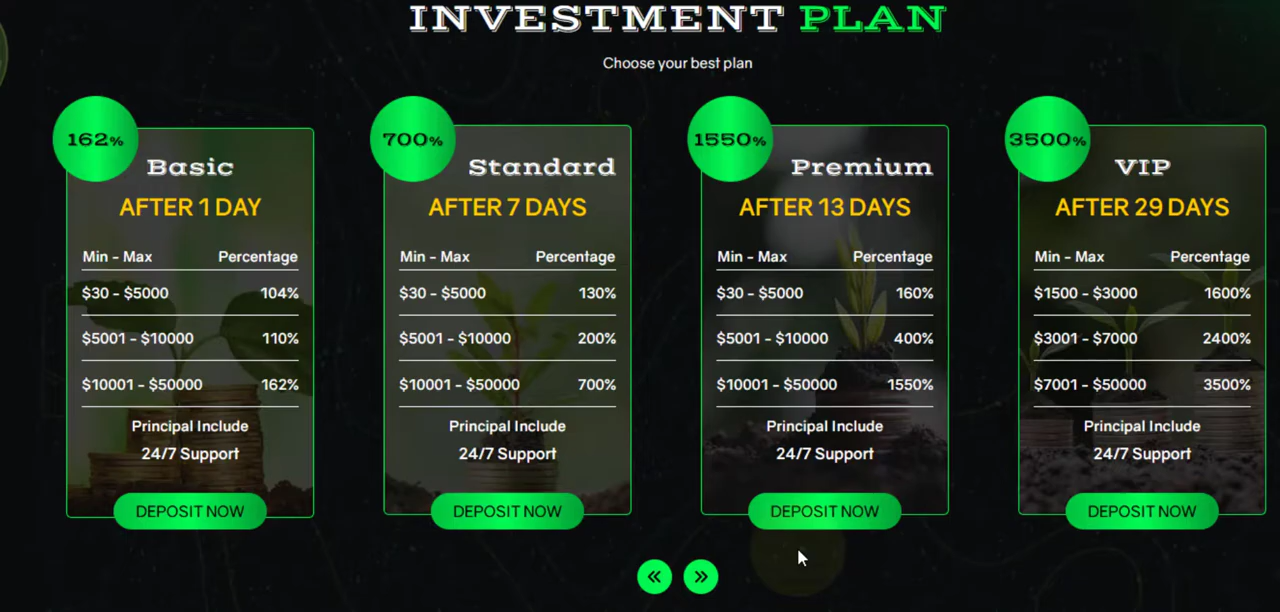 INVESTMENT PLAN
Choose your best plan
162%
Basic
AFTER 1 DAY
Min - Max Percentage
$30 - $5000 104%
$5001 - $10000 110%
$10001 - $50000 162%
Principal Include
24/7 Support
DEPOSIT NOW
700%
Standard
AFTER 7 DAYS
Min - Max Percentage
$30 - $5000 130%
$5001 - $10000 200%
$10001 - $50000 700%
Principal Include
24/7 Support
DEPOSIT NOW
1550%
Premium
AFTER 13 DAYS
Min - Max Percentage
$30 - $5000 160%
$5001 - $10000 400%
$10001 - $50000 1550%
Principal Include
24/7 Support
DEPOSIT NOW
3500%
VIP
AFTER 29 DAYS
Min - Max Percentage
$1500 - $3000 1600%
$3001 - $7000 2400%
$7001 - $50000 3500%
Principal Include
24/7 Support
DEPOSIT NOW